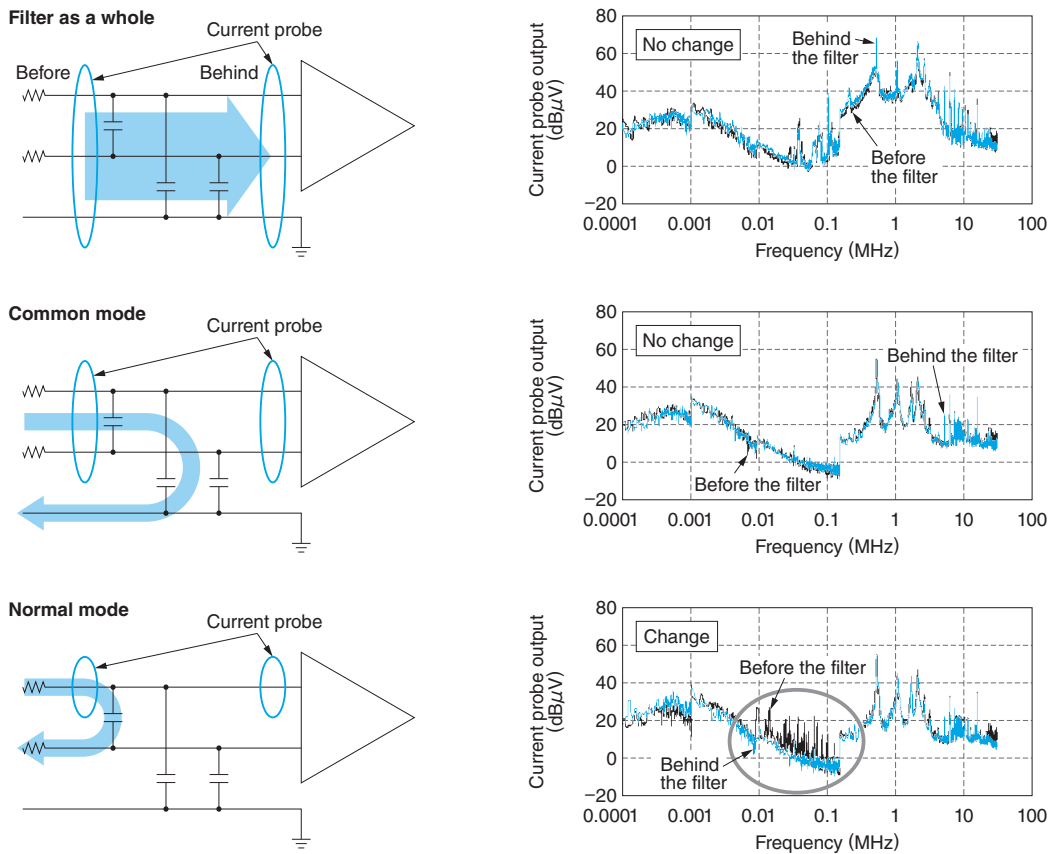 Filter as a whole
Current probe
Before
Behind
Current probe output
(dBμV)
80
60
40
20
0
−20
No change
Behind
the filter
Before
the filter
0.0001
0.001
0.01
0.1
1
10
100
Frequency (MHz)
Common mode
Current probe
Current probe output
(dBμV)
80
60
40
20
0
−20
No change
Behind the filter
Before the filter
0.0001
0.001
0.01
0.1
1
10
100
Frequency (MHz)
Normal mode
Current probe
Current probe output
(dBμV)
80
60
40
20
0
−20
Change
Before the filter
Behind
the filter
0.0001
0.001
0.01
0.1
1
10
100
Frequency (MHz)